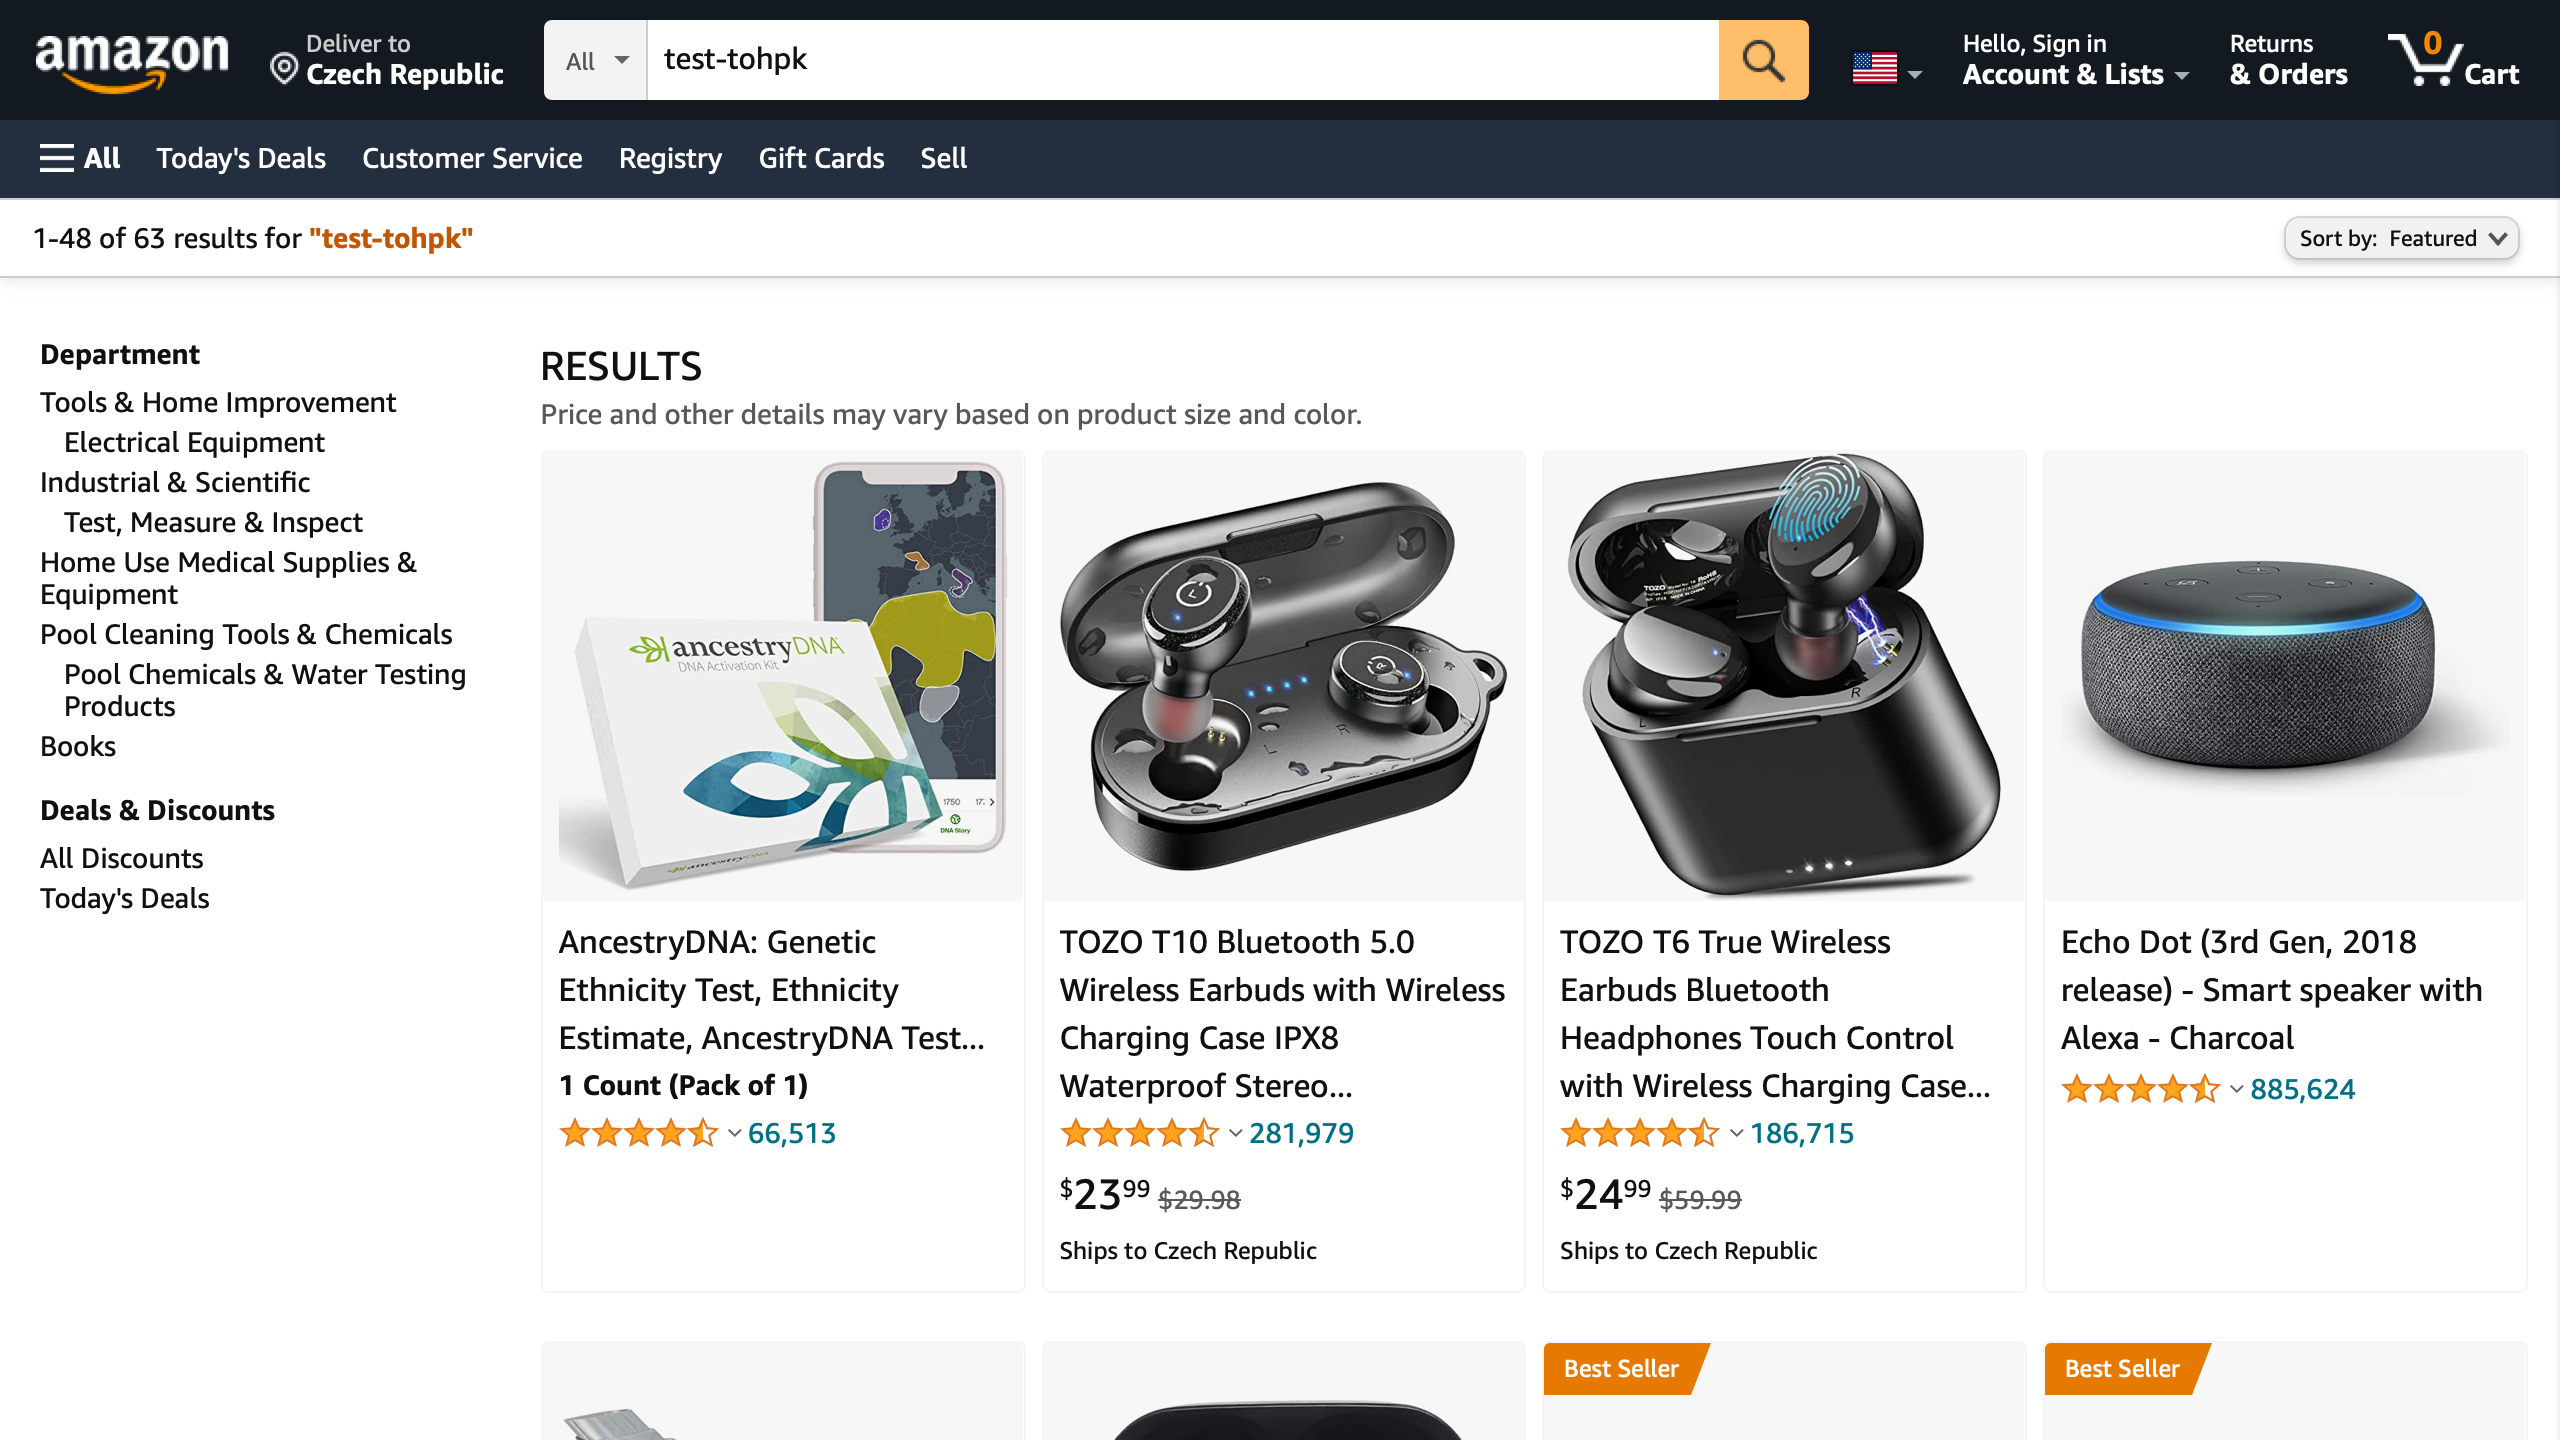 amazon
Deliver to
Czech Republic
All
test-tohpk
Hello, Sign in
Account & Lists
Returns
& Orders
0
Cart
All
Today's Deals
Customer Service
Registry
Gift Cards
Sell
1-48 of 63 results for "test-tohpk"
Sort by: Featured
Department
Tools & Home Improvement
Electrical Equipment
Industrial & Scientific
Test, Measure & Inspect
Home Use Medical Supplies &
Equipment
Pool Cleaning Tools & Chemicals
Pool Chemicals & Water Testing
Products
Books
Deals & Discounts
All Discounts
Today's Deals
RESULTS
Price and other details may vary based on product size and color.
ancestryDNA
DNA Activation Kit
1750
DNA Story
AncestryDNA: Genetic
Ethnicity Test, Ethnicity
Estimate, AncestryDNA Test...
1 Count (Pack of 1)
66,513
L
R
L
R
TOZO T10 Bluetooth 5.0
Wireless Earbuds with Wireless
Charging Case IPX8
Waterproof Stereo...
281,979
$23.99 $29.98
Ships to Czech Republic
TOZO
RoHS
L
R
TOZO T6 True Wireless
Earbuds Bluetooth
Headphones Touch Control
with Wireless Charging Case...
186,715
$24.99 $59.99
Ships to Czech Republic
Echo Dot (3rd Gen, 2018
release) - Smart speaker with
Alexa - Charcoal
885,624
Best Seller
Best Seller